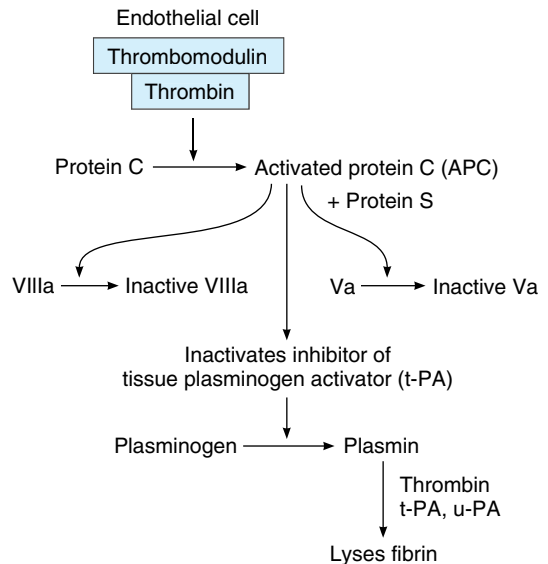 Endothelial cell
Thrombomodulin
Thrombin
Protein C
Activated protein C (APC)
+ Protein S
VIIIa
Inactive VIIIa
Va
Inactive Va
Inactivates inhibitor of
tissue plasminogen activator (t-PA)
Plasminogen
Plasmin
Thrombin
t-PA, u-PA
Lyses fibrin